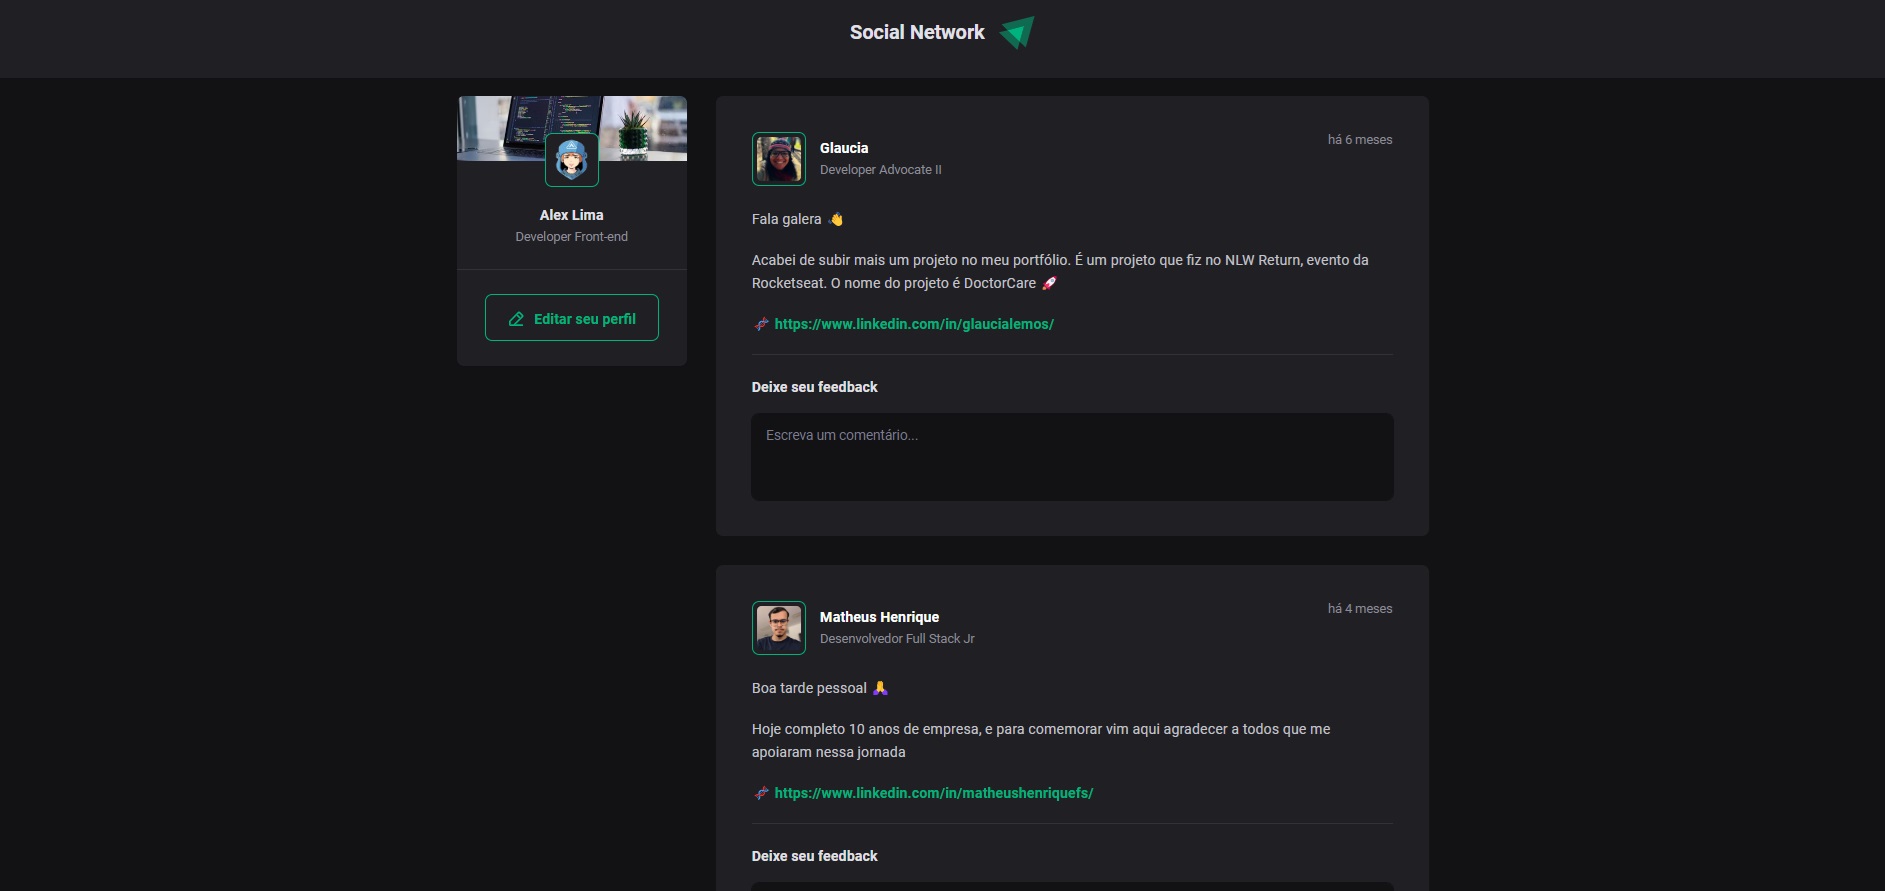 Social Network
Alex Lima
Developer Front-end
Editar seu perfil
Glaucia
Developer Advocate II
há 6 meses
Fala galera 👋
Acabei de subir mais um projeto no meu portfólio. É um projeto que fiz no NLW Return, evento da
Rocketseat. O nome do projeto é DoctorCare 🚀
🧬 https://www.linkedin.com/in/glaucialemos/
Deixe seu feedback
Escreva um comentário...
Matheus Henrique
Desenvolvedor Full Stack Jr
há 4 meses
Boa tarde pessoal 🙏
Hoje completo 10 anos de empresa, e para comemorar vim aqui agradecer a todos que me
apoiaram nessa jornada
🧬 https://www.linkedin.com/in/matheushenriquefs/
Deixe seu feedback